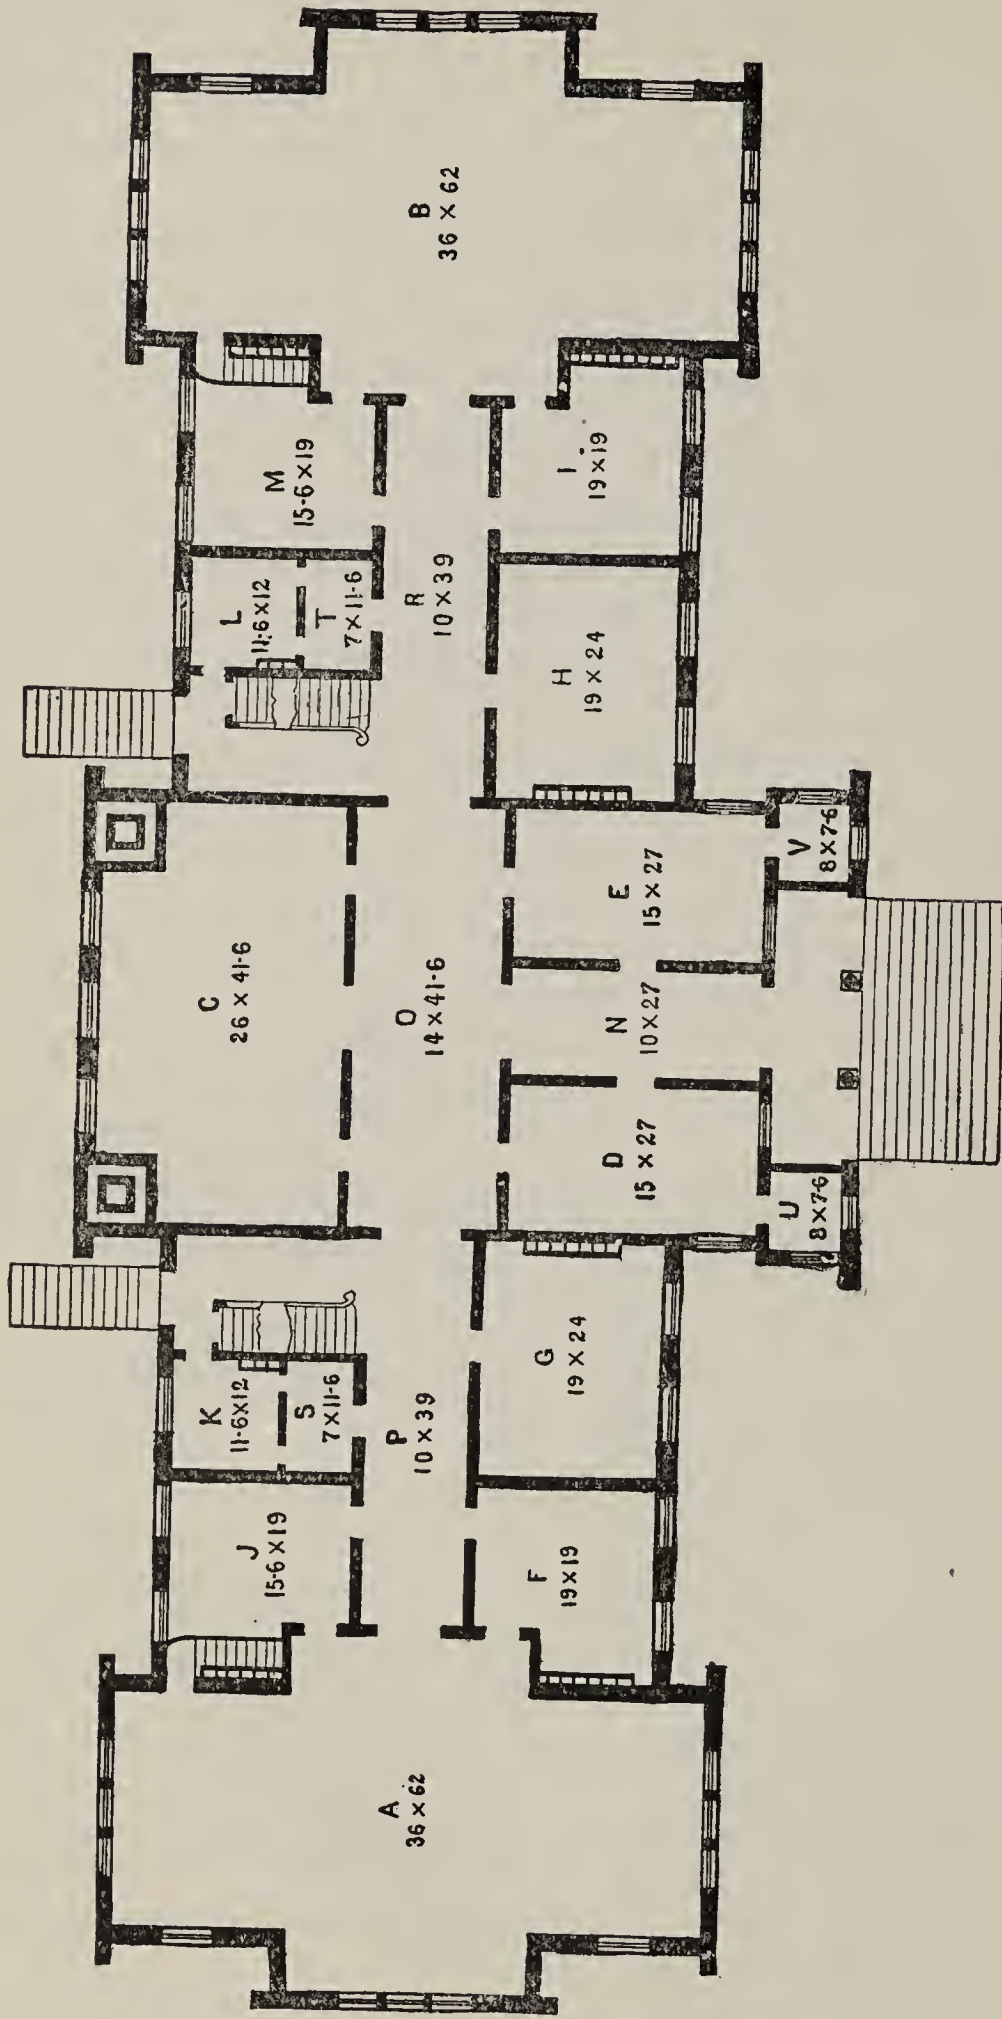 A
36 × 62
J
15-6 × 19
K
11-6×12
S
7 × 11-6
P
10 × 39
F
19×19
G
19 × 24
C
26 × 41-6
O
14 × 41-6
D
15 × 27
N
10×27
E
15 × 27
U
8×7-6
V
8×7-6
L
11-6×12
T
7×11-6
M
15-6×19
R
10×39
H
19 × 24
I
19×19
B
36 × 62